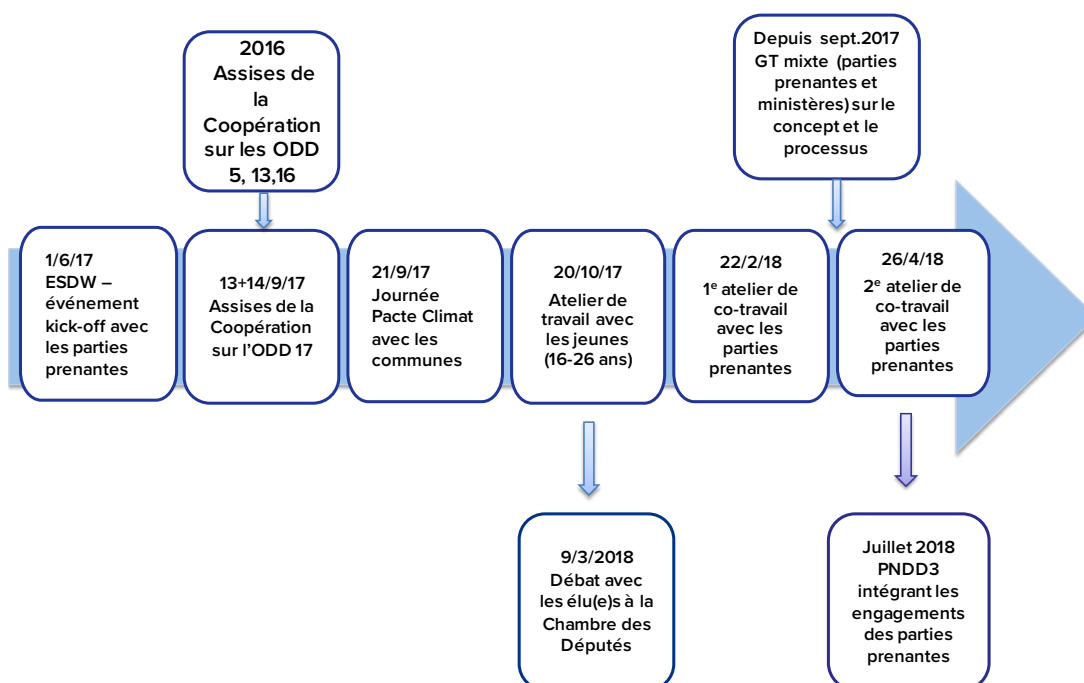 2016
Assises de
la
Coopération
sur les ODD
5, 13,16
Depuis sept.2017
GT mixte (parties
prenantes et
ministères) sur le
concept et le
processus
1/6/17
ESDW –
événement
kick-off avec
les parties
prenantes
13+14/9/17
Assises de la
Coopération
sur l'ODD 17
21/9/17
Journée
Pacte Climat
avec les
communes
20/10/17
Atelier de
travail avec
les jeunes
(16-26 ans)
22/2/18
1e atelier de
co-travail
avec les
parties
prenantes
26/4/18
2e atelier de
co-travail
avec les
parties
prenantes
9/3/2018
Débat avec
les élu(e)s à la
Chambre des
Députés
Juillet 2018
PNDD3
intégrant les
engagements
des parties
prenantes